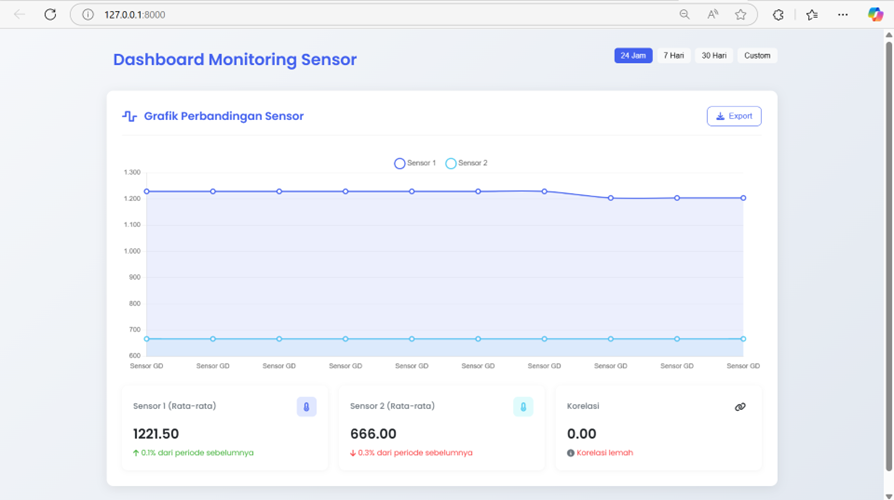 127.0.0.1:8000
Dashboard Monitoring Sensor
24 Jam 7 Hari 30 Hari Custom
Grafik Perbandingan Sensor
Export
Sensor 1 Sensor 2
1.300
1.200
1.100
1.000
900
800
700
600
Sensor GD Sensor GD Sensor GD Sensor GD Sensor GD Sensor GD Sensor GD Sensor GD Sensor GD Sensor GD
Sensor 1 (Rata-rata)
1221.50
0.1% dari periode sebelumnya
Sensor 2 (Rata-rata)
666.00
0.3% dari periode sebelumnya
Korelasi
0.00
Korelasi lemah